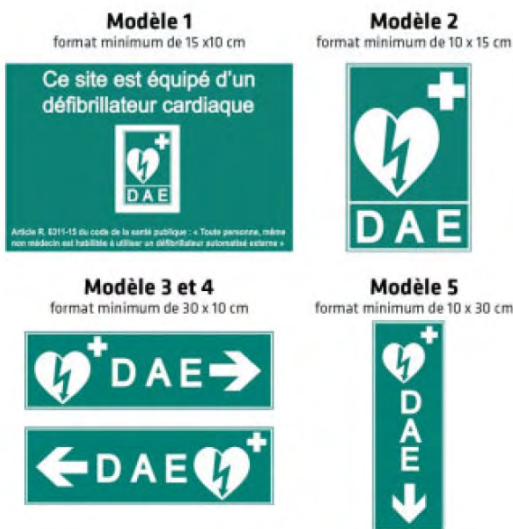 Modèle 1
format minimum de 15 x10 cm
Ce site est équipé d'un
défibrillateur cardiaque
DAE
Article R. 6311-15 du code de la santé publique : « Toute personne, même
non médecin est habilitée à utiliser un défibrillateur automatisé externe »
Modèle 2
format minimum de 10 x 15 cm
DAE
Modèle 3 et 4
format minimum de 30 x 10 cm
DAE
DAE
Modèle 5
format minimum de 10 x 30 cm
D
A
E